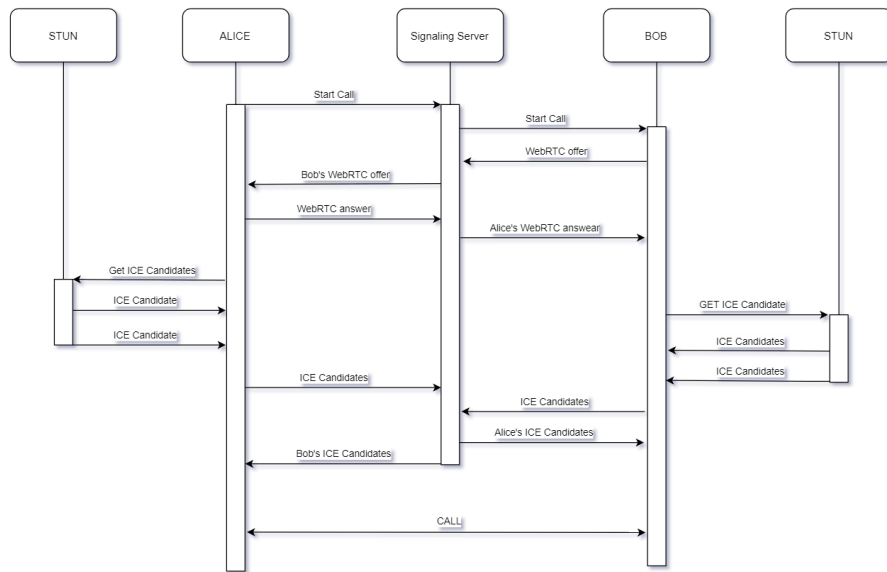 STUN
ALICE
Signaling Server
BOB
STUN
Start Call
Start Call
WebRTC offer
Bob's WebRTC offer
WebRTC answer
Alice's WebRTC answear
Get ICE Candidates
ICE Candidate
GET ICE Candidate
ICE Candidate
ICE Candidates
ICE Candidates
ICE Candidates
ICE Candidates
Alice's ICE Candidates
Bob's ICE Candidates
CALL